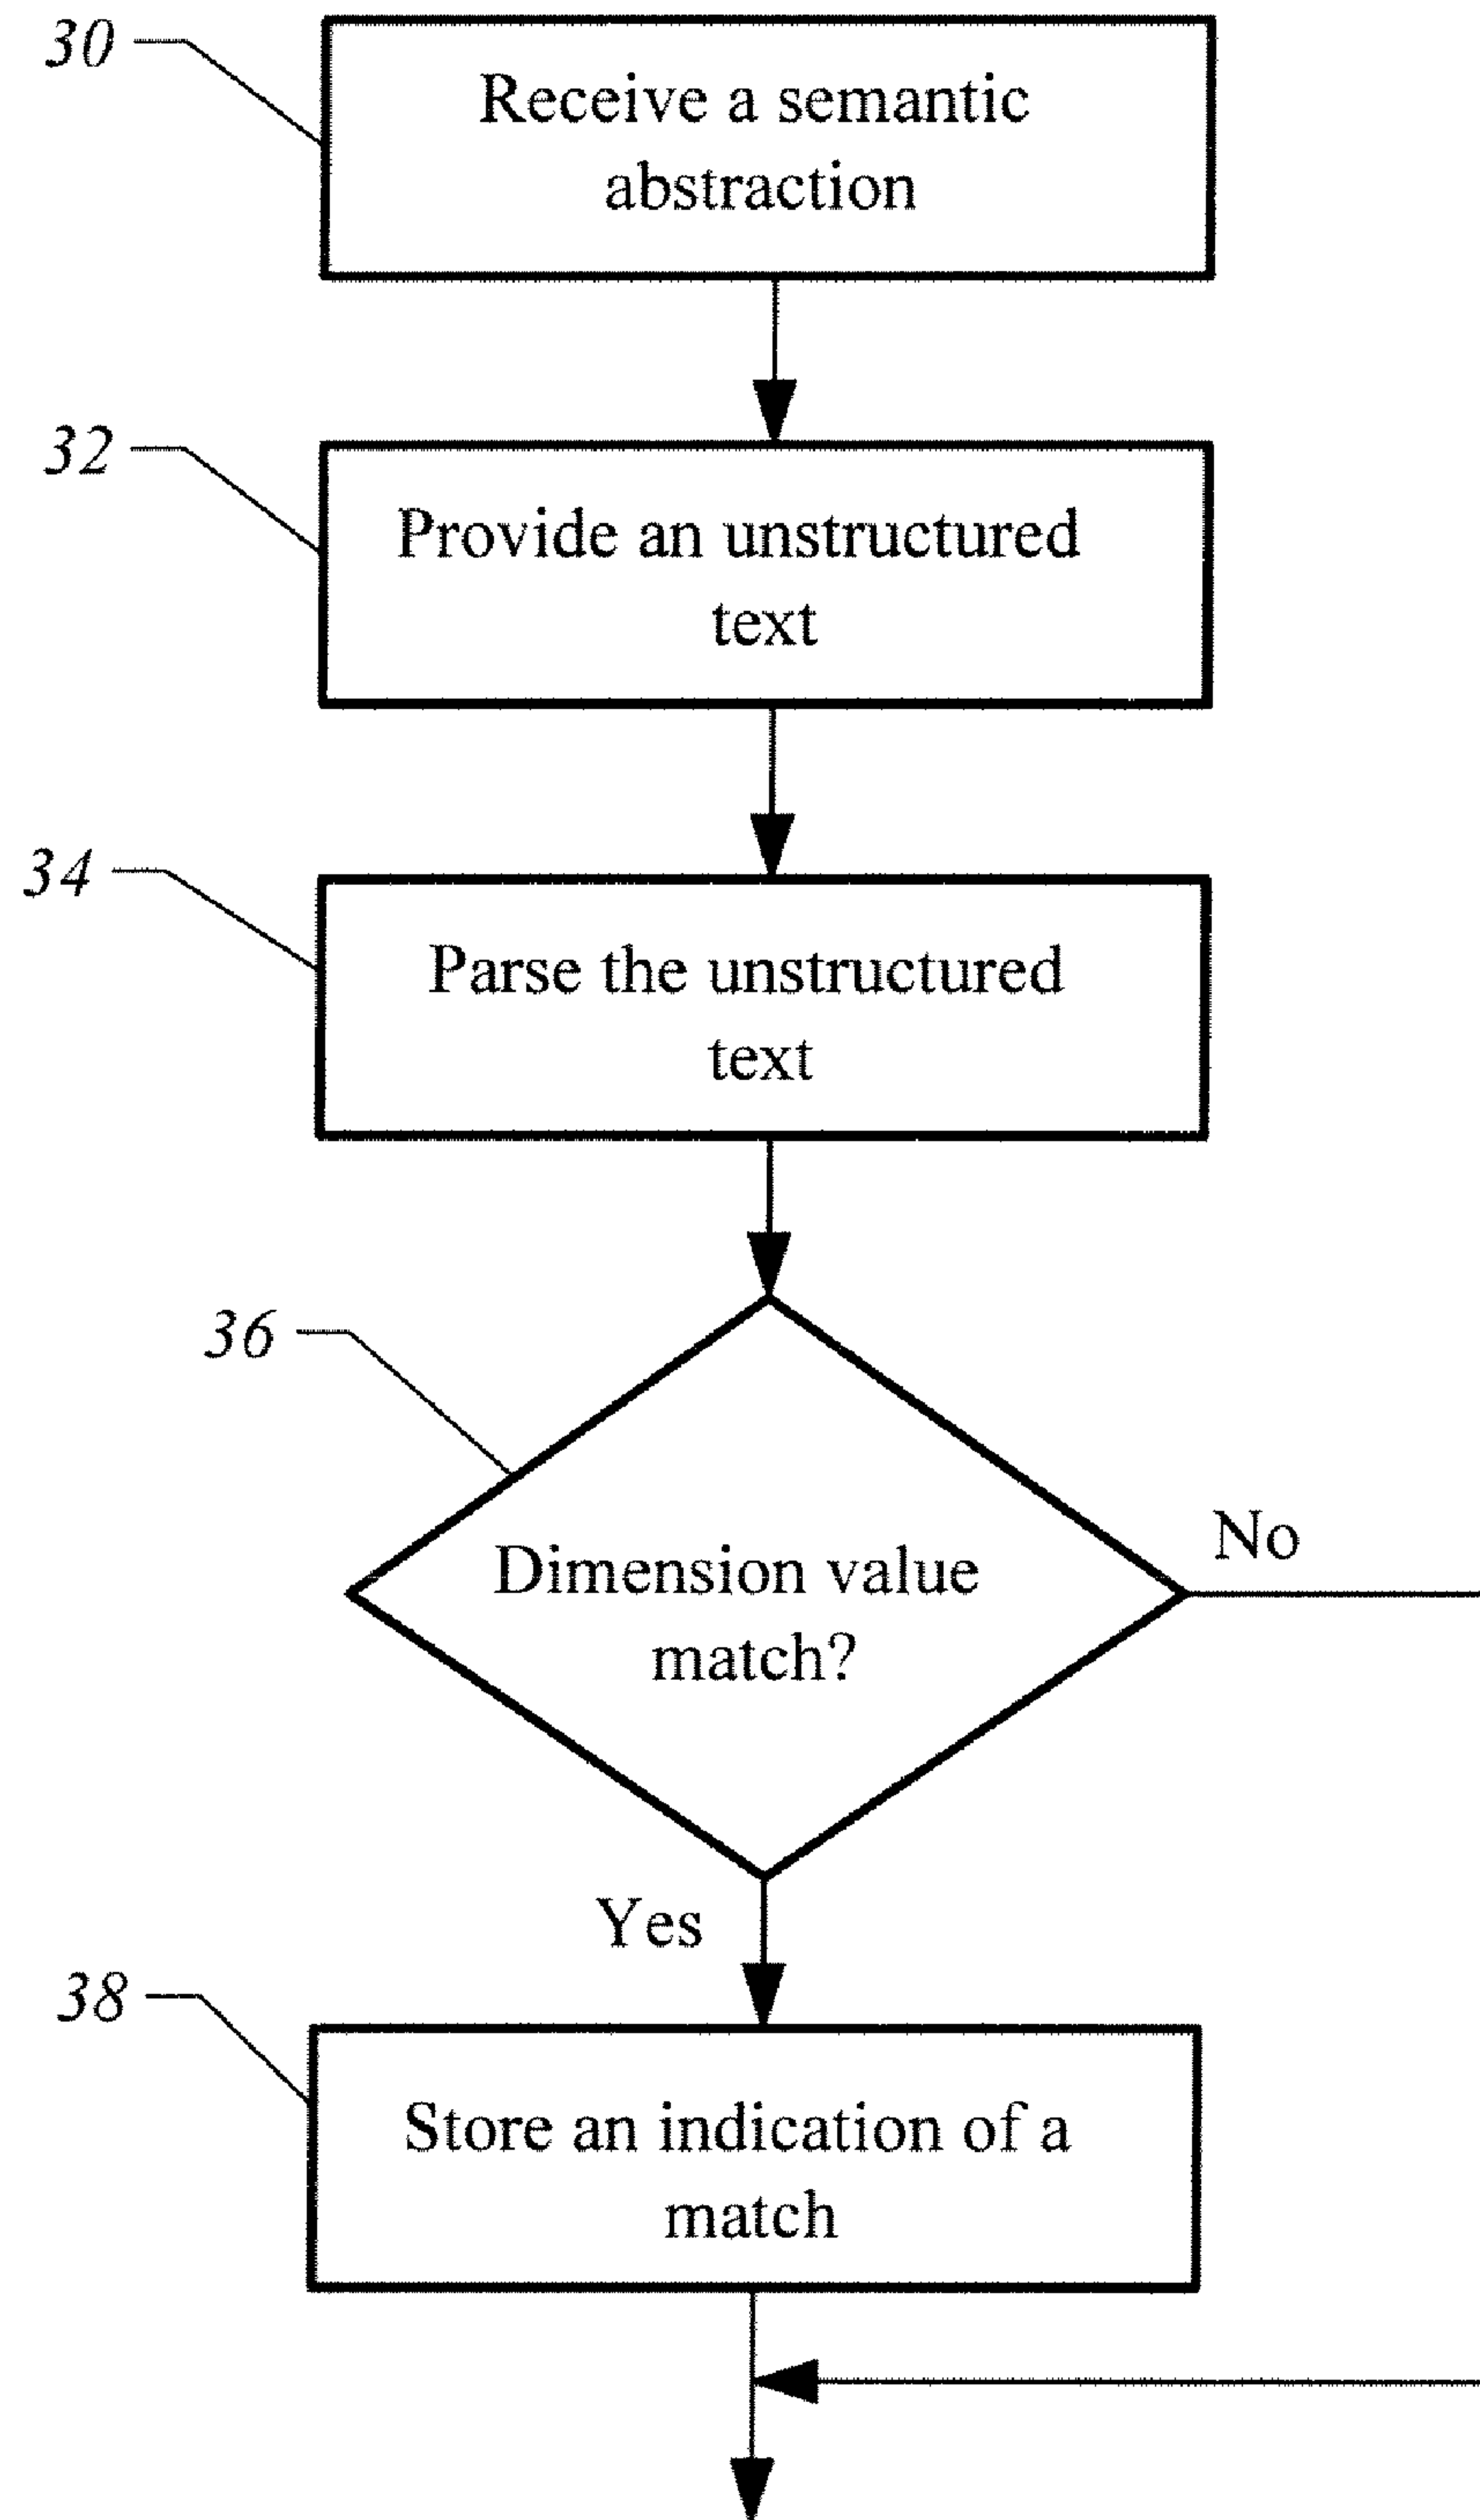 30
Receive a semantic
abstraction
32
Provide an unstructured
text
34
Parse the unstructured
text
36
Dimension value
match?
No
Yes
38
Store an indication of a
match